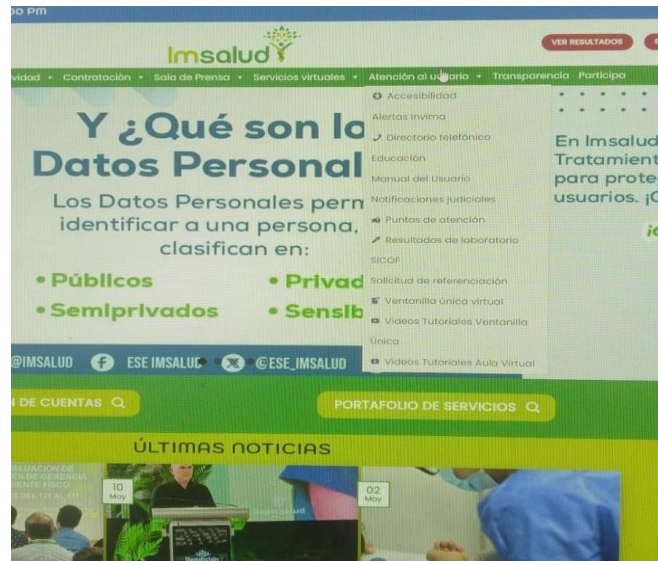 :00 PM
Imsalud
VER RESULTADOS
vidad Contratación Sala de Prensa Servicios virtuales Atención al usuario Transparencia Participa
Accesibilidad
Alertas Invima
Directorio telefónico
Educación
Manual del Usuario
Notificaciones judiciales
Puntos de atención
Resultados de laboratorio
SICOF
Solicitud de referenciación
Ventanilla única virtual
Videos Tutoriales Ventanilla
Única
Videos Tutoriales Aula Virtual
Y ¿Qué son lo
Datos Personal
Los Datos Personales perm
identificar a una persona,
clasifican en:
• Públicos
• Privad
• Semiprivados
• Sensib
En Imsalud
Tratamient
para prote
usuarios. ¡C
@IMSALUD ESE IMSALUD @ESE_IMSALUD
N DE CUENTAS
PORTAFOLIO DE SERVICIOS
ÚLTIMAS NOTICIAS
10
May
02
May